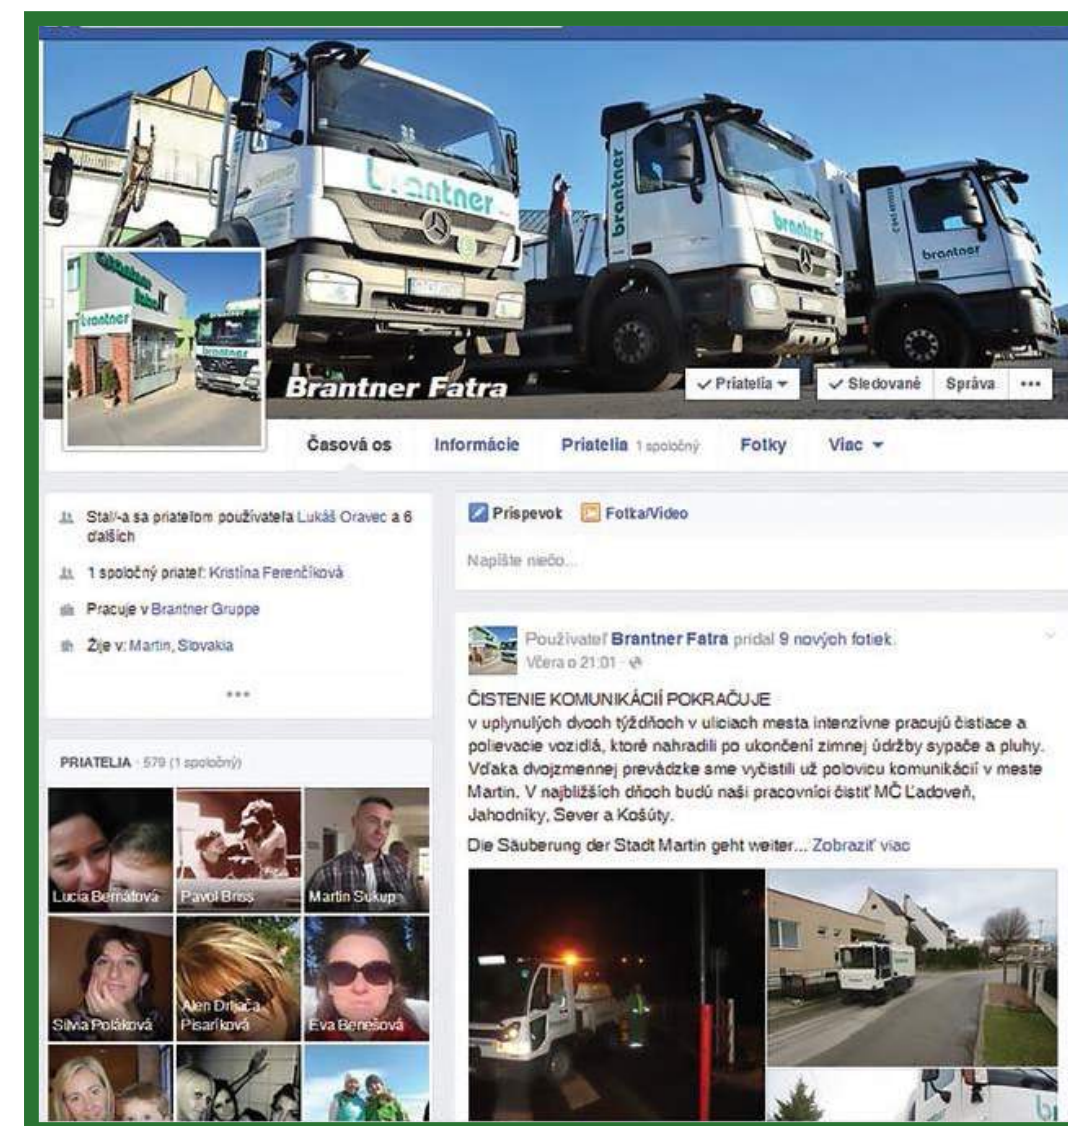 brantner
brantner
brantner
brantner
Brantner
Fatra
brantner
brantner
Brantner Fatra
Priatelia
Sledované
Správa
Časová os
Informácie
Priatelia 1 spoločný
Fotky
Viac
Stal/-a sa priateľom používateľa Lukáš Oravec a 6
ďalších
1 spoločný priateľ: Kristína Ferenčíková
Pracuje v Brantner Gruppe
Žije v: Martin, Slovakia
PRIATELIA · 579 (1 spoločný)
Lucia Bernátová
Pavol Briss
Martin Sukup
Silvia Poláková
Alen Drljača
Pisaríková
Eva Benešová
Príspevok
Fotka/Video
Napíšte niečo...
Používateľ Brantner Fatra pridal 9 nových fotiek.
Včera o 21:01
ČISTENIE KOMUNIKÁCIÍ POKRAČUJE
v uplynulých dvoch týždňoch v uliciach mesta intenzívne pracujú čistiace a
polievacie vozidlá, ktoré nahradili po ukončení zimnej údržby sypače a pluhy.
Vďaka dvojzmennej prevádzke sme vyčistili už polovicu komunikácií v meste
Martin. V najbližších dňoch budú naši pracovníci čistiť MČ Ľadoveň,
Jahodníky, Sever a Košúty.
Die Säuberung der Stadt Martin geht weiter... Zobraziť viac